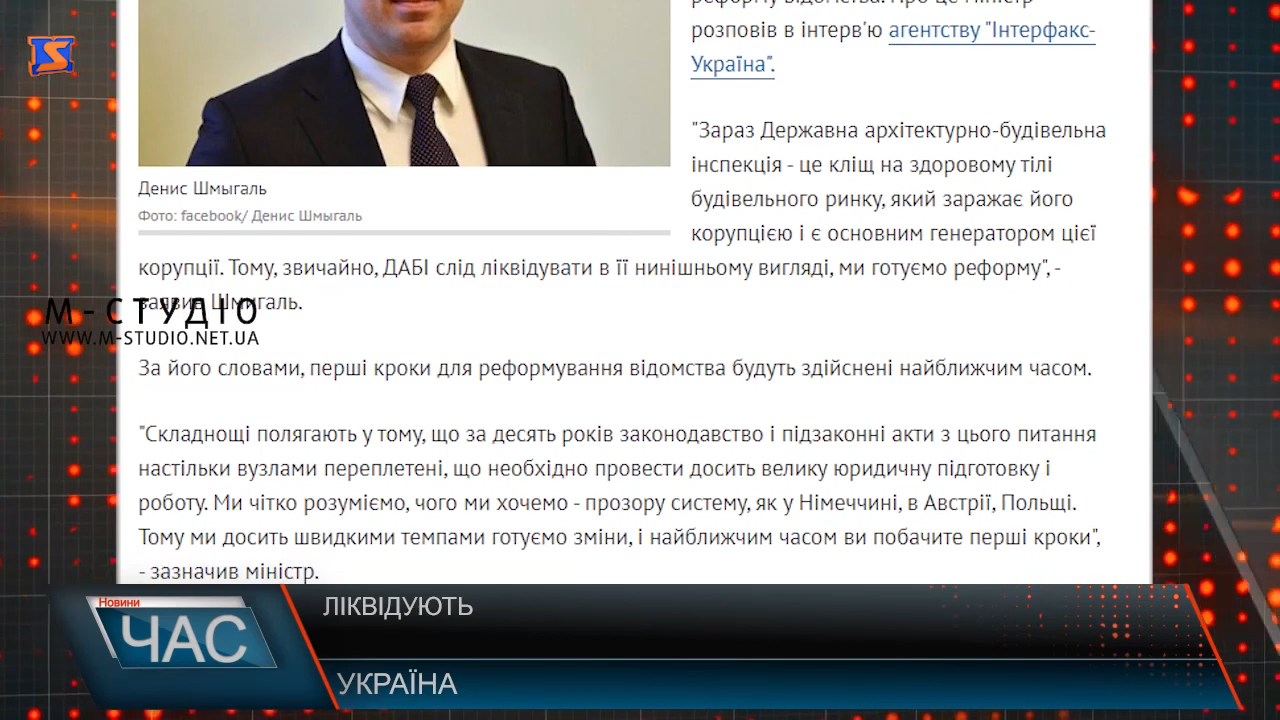 реформу відомства. Про це міністр
розповів в інтерв'ю агентству "Інтерфакс-
Україна".
"Зараз Державна архітектурно-будівельна
інспекція - це кліщ на здоровому тілі
будівельного ринку, який заражає його
корупцією і є основним генератором цієї
Денис Шмыгаль
Фото: facebook/ Денис Шмыгаль
корупції. Тому, звичайно, ДАБІ слід ліквідувати в її нинішньому вигляді, ми готуємо реформу", -
заявив Шмигаль.
М-СТУДІО
WWW.M-STUDIO.NET.UA
За його словами, перші кроки для реформування відомства будуть здійснені найближчим часом.
"Складнощі полягають у тому, що за десять років законодавство і підзаконні акти з цього питання
настільки вузлами переплетені, що необхідно провести досить велику юридичну підготовку і
роботу. Ми чітко розуміємо, чого ми хочемо - прозору систему, як у Німеччині, в Австрії, Польщі.
Тому ми досить швидкими темпами готуємо зміни, і найближчим часом ви побачите перші кроки",
- зазначив міністр.
Новини
ЧАС
ЛІКВІДУЮТЬ
УКРАЇНА